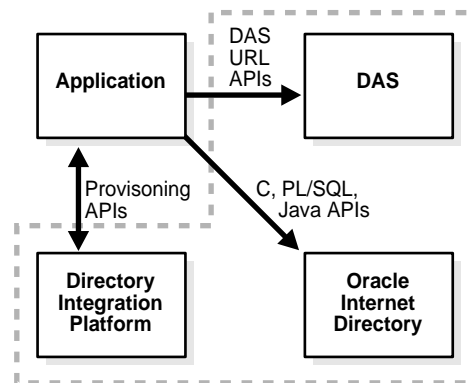 Application
DAS
URL
APIs
DAS
Provisoning
APIs
C, PL/SQL,
Java APIs
Directory
Integration
Platform
Oracle
Internet
Directory